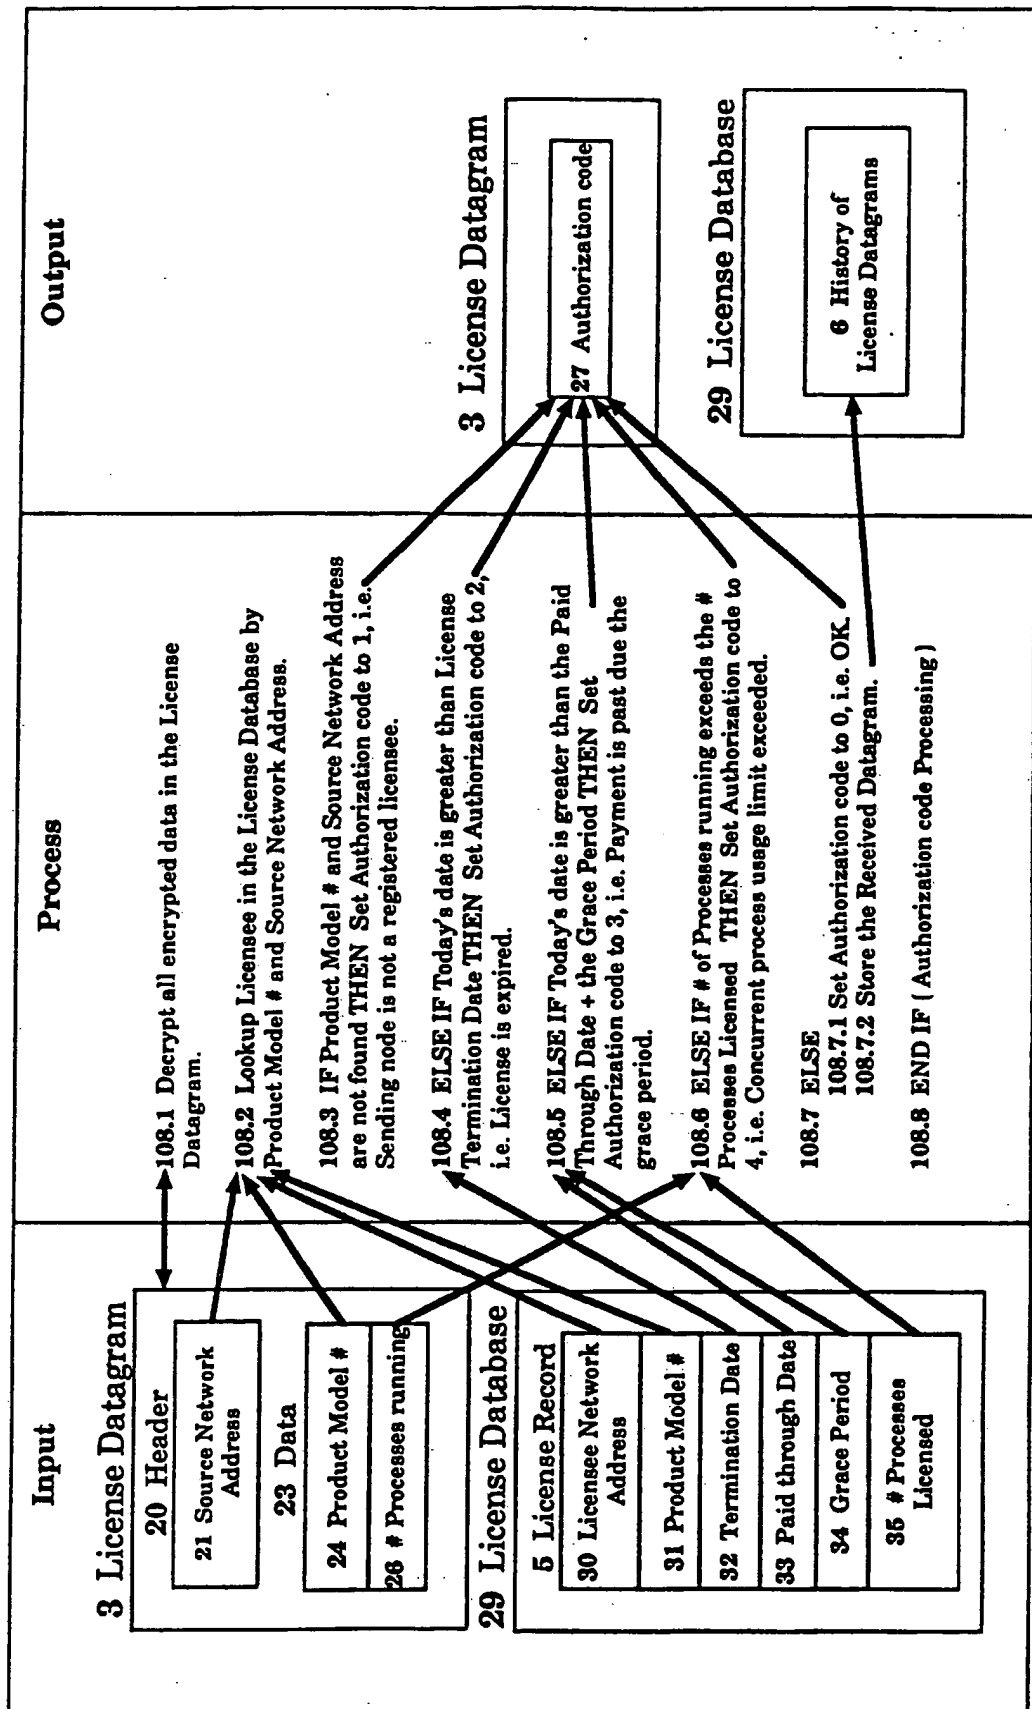 Input
3 License Datagram
20 Header
21 Source Network
Address
23 Data
24 Product Model #
26 # Processes running
29 License Database
5 License Record
30 Licensee Network
Address
31 Product Model #
32 Termination Date
33 Paid through Date
34 Grace Period
35 # Processes
Licensed
Process
108.1 Decrypt all encrypted data in the License
Datagram.
108.2 Lookup Licensee in the License Database by
Product Model # and Source Network Address.
108.3 IF Product Model # and Source Network Address
are not found THEN Set Authorization code to 1, i.e.
Sending node is not a registered licensee.
108.4 ELSE IF Today's date is greater than License
Termination Date THEN Set Authorization code to 2,
i.e. License is expired.
108.5 ELSE IF Today's date is greater than the Paid
Through Date + the Grace Period THEN Set
Authorization code to 3, i.e. Payment is past due the
grace period.
108.6 ELSE IF # of Processes running exceeds the #
Processes Licensed THEN Set Authorization code to
4, i.e. Concurrent process usage limit exceeded.
108.7 ELSE
108.7.1 Set Authorization code to 0, i.e. OK.
108.7.2 Store the Received Datagram.
108.8 END IF ( Authorization code Processing )
Output
3 License Datagram
27 Authorization code
29 License Database
6 History of
License Datagrams